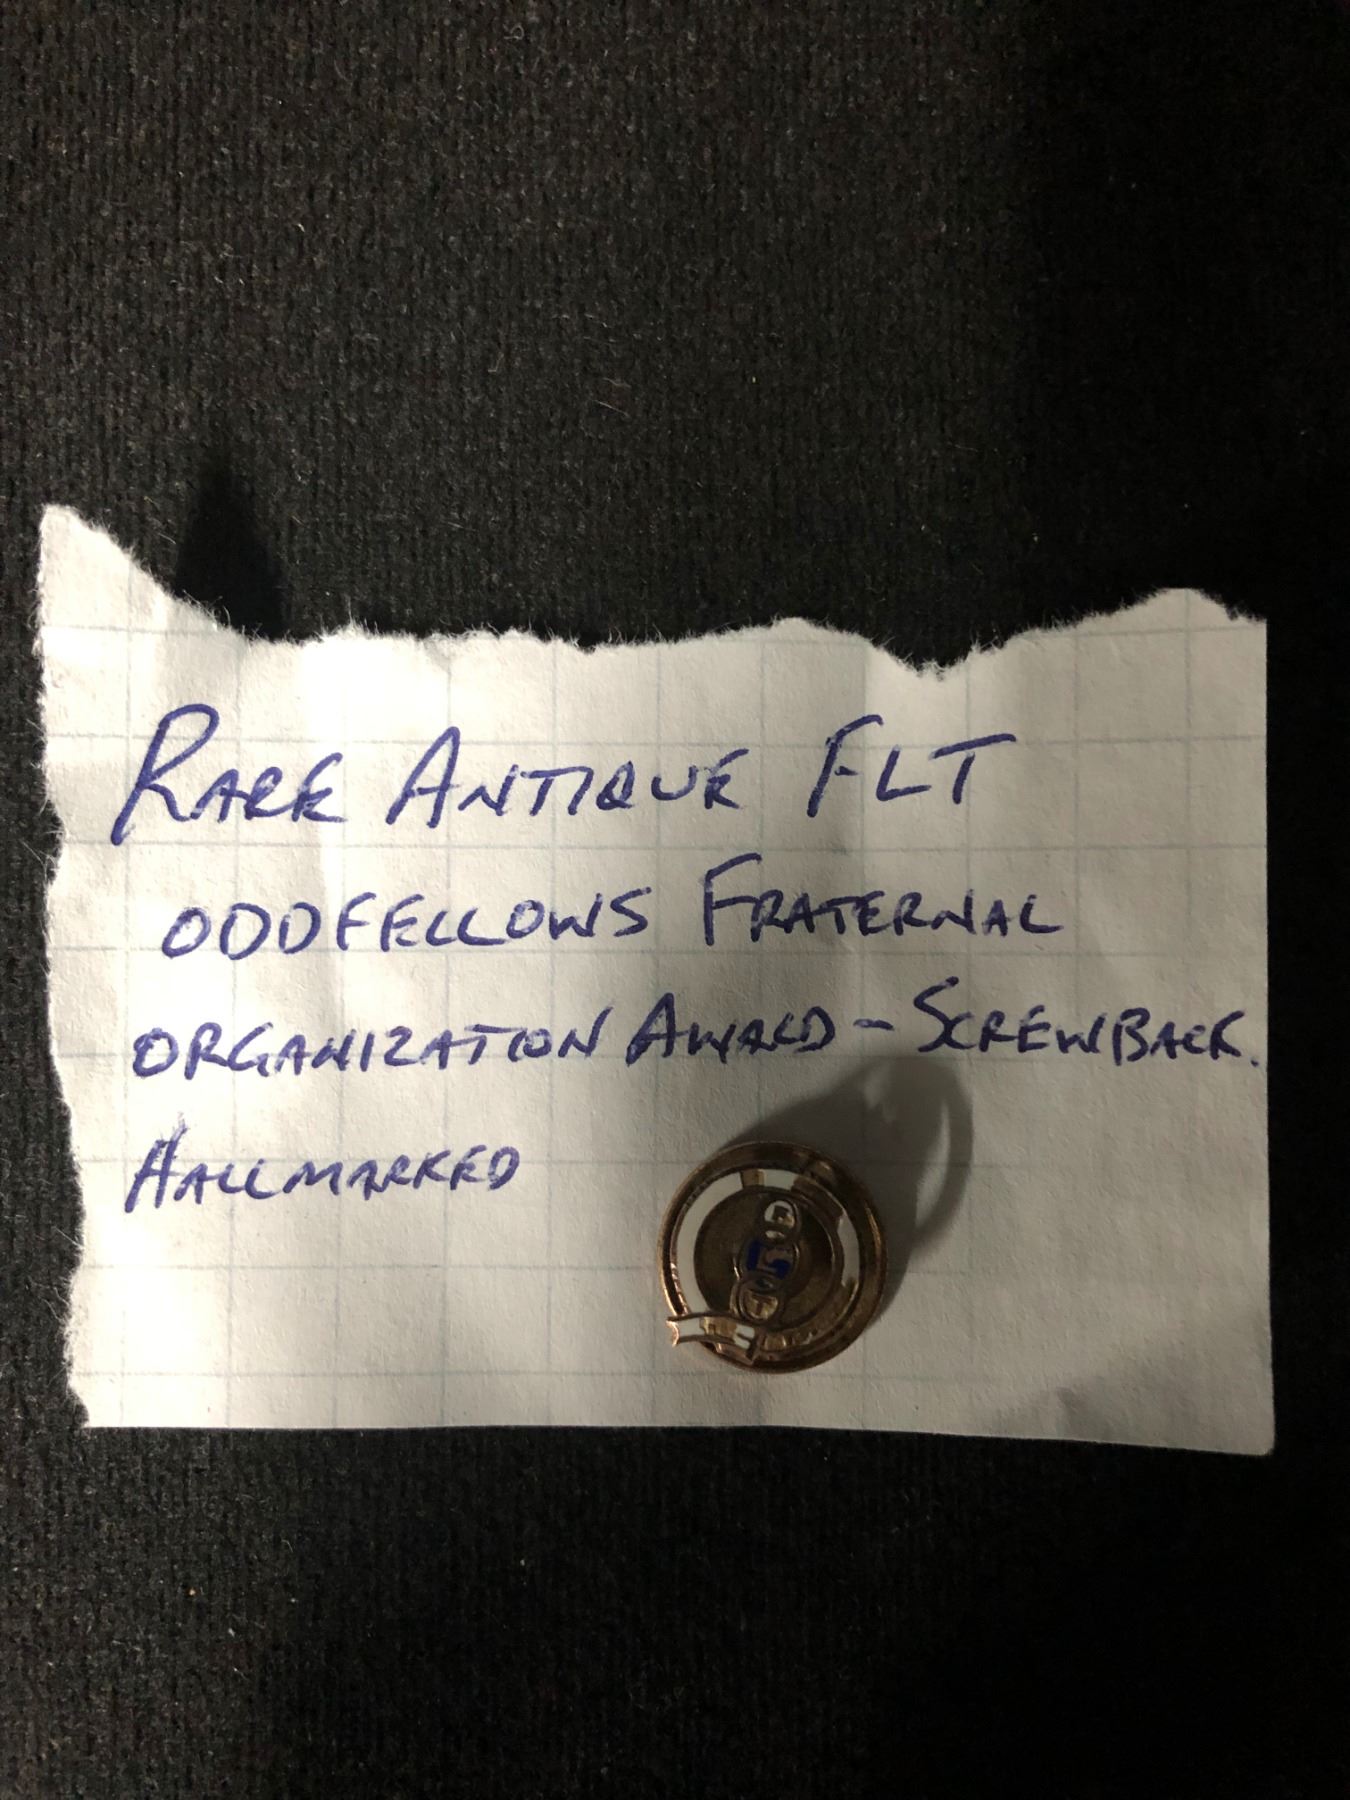 RARE ANTIQUE FLT
ODDFELLOWS FRATERNAL
ORGANIZATION AWARD - SCREWBACK.
HALLMARKED
F
L
T